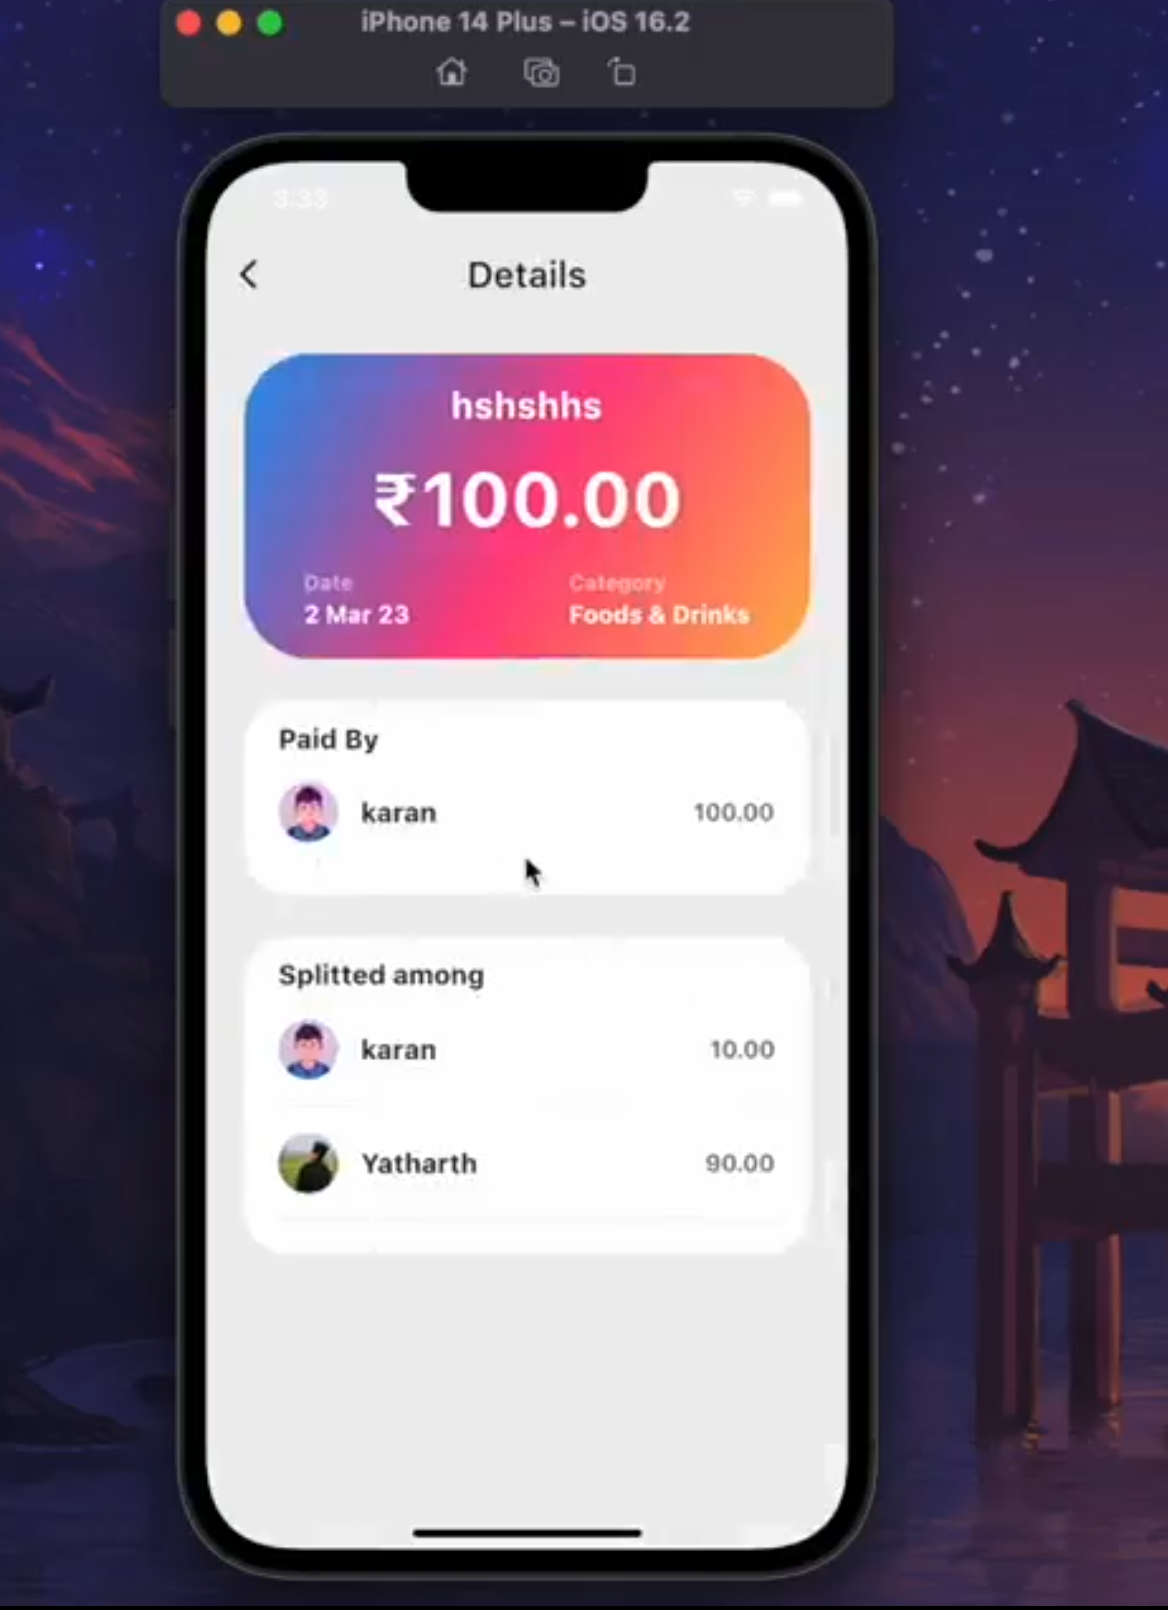 iPhone 14 Plus – iOS 16.2
3:33
Details
hshshhs
₹100.00
Date
Category
2 Mar 23
Foods & Drinks
Paid By
karan
100.00
Splitted among
karan
10.00
Yatharth
90.00